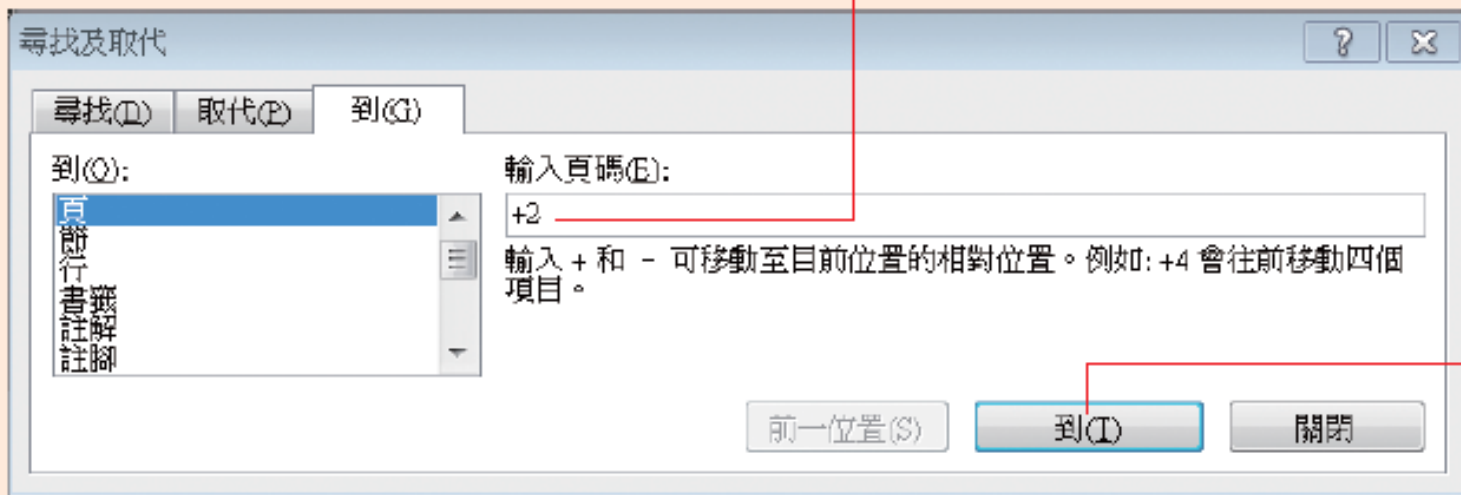 尋找及取代
尋找(D) 取代(P) 到(G)
到(O):
頁
節
行
書籤
註解
註腳
輸入頁碼(E):
+2
輸入 + 和 - 可移動至目前位置的相對位置。例如: +4 會往前移動四個
項目。
前一位置(S) 到(T) 關閉